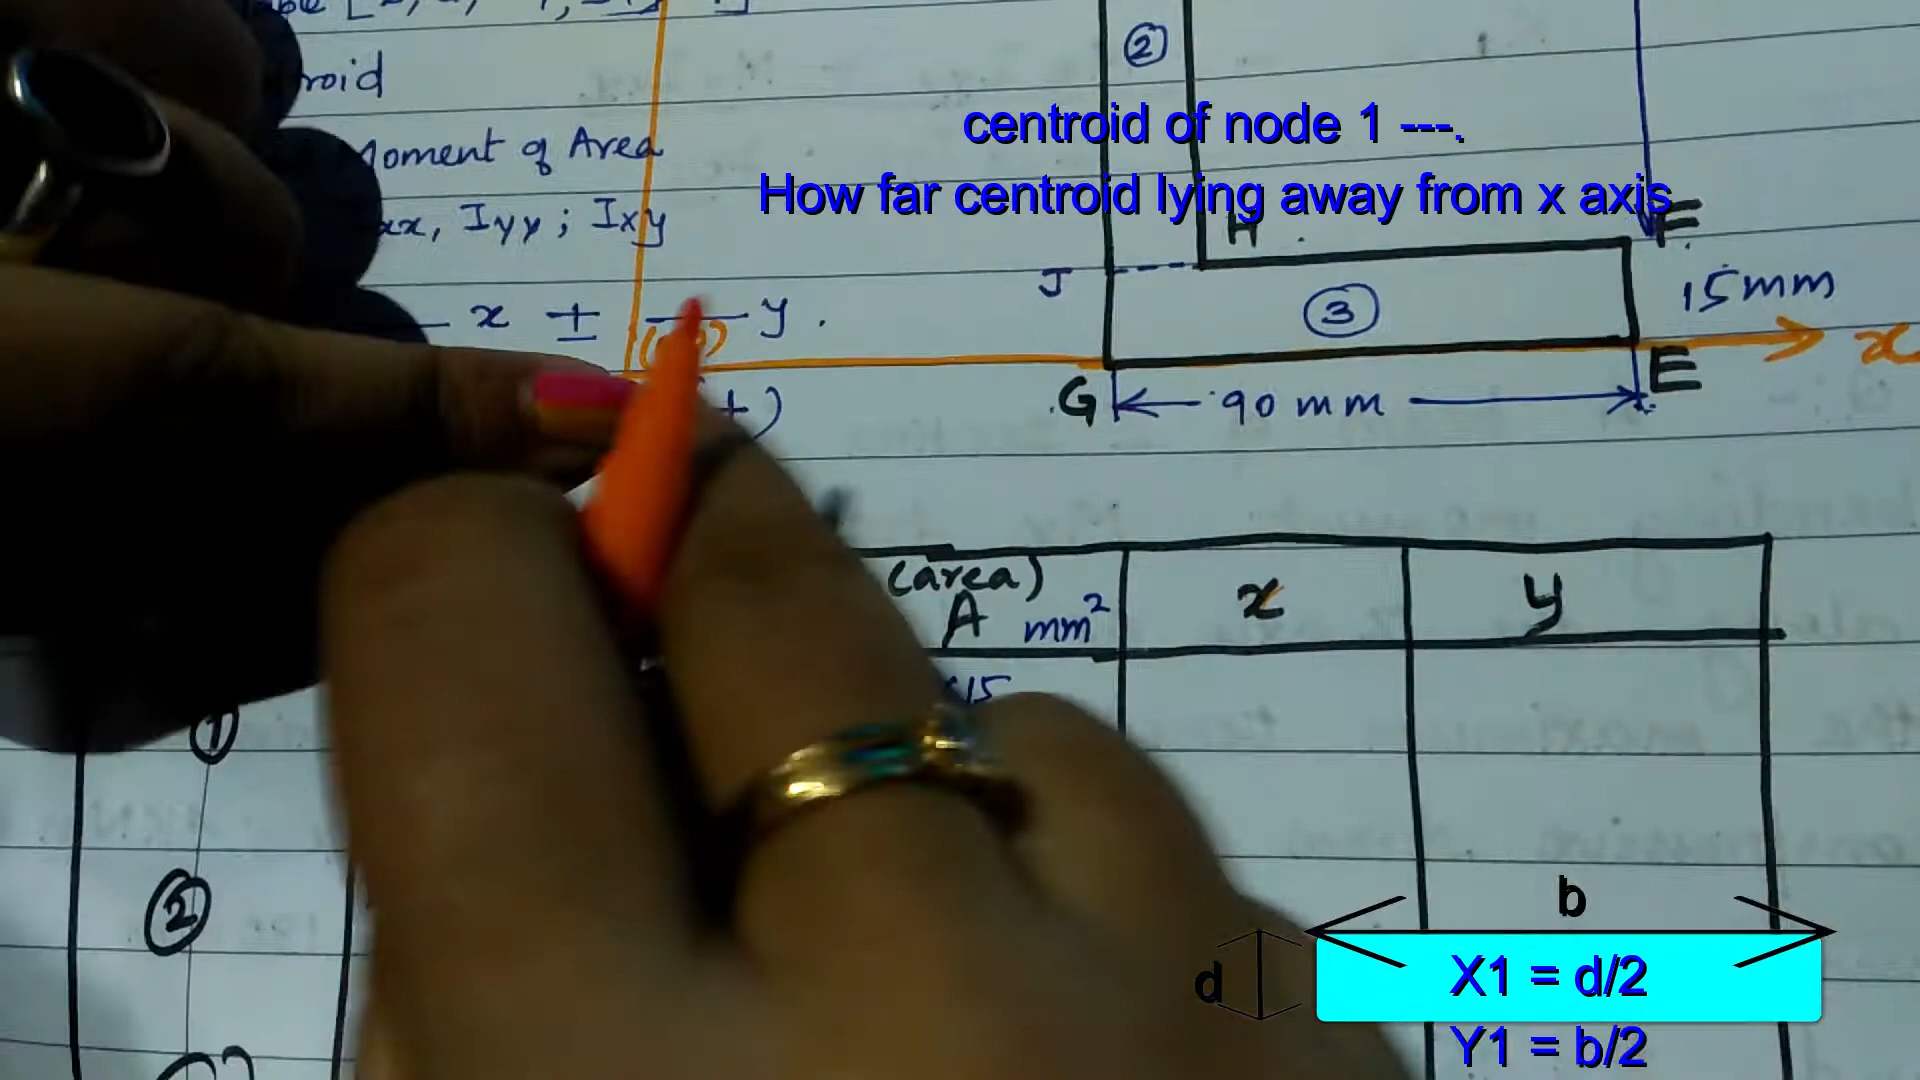 ②
roid
centroid of node 1 ---.
Moment of Area
How far centroid lying away from x axis
xx, Iyy ; Ixy
H
F
J
x ± y .
③
15mm
x
G
90 mm
E
+ )
(area)
A mm²
x
y
15
①
②
b
d
X1 = d/2
Y1 = b/2